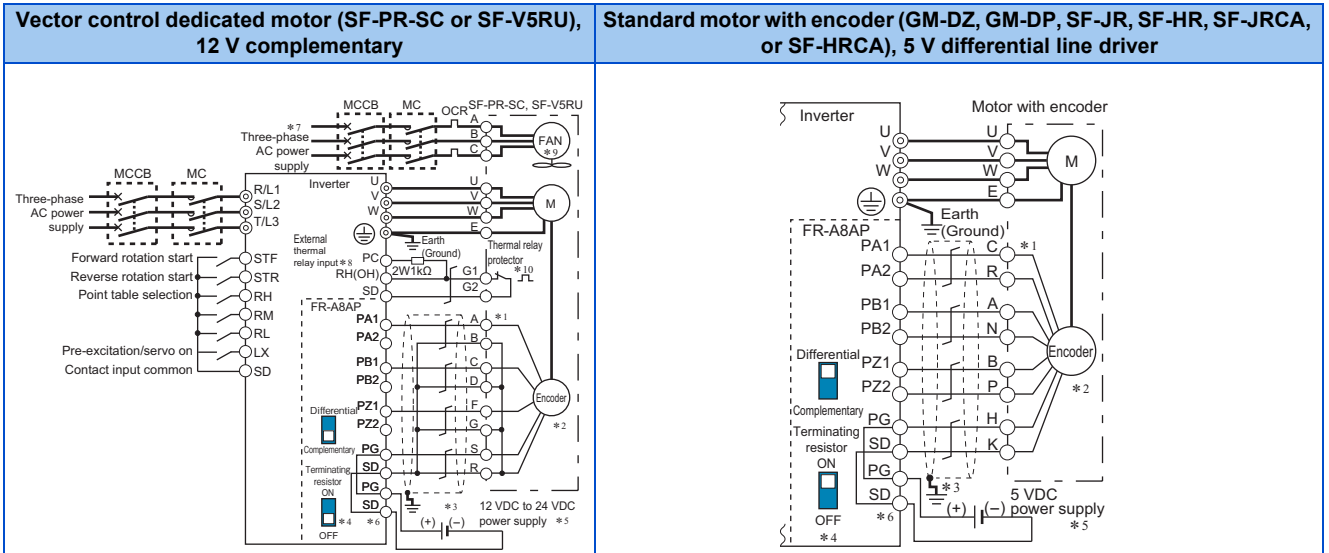 Vector control dedicated motor (SF-PR-SC or SF-V5RU),
12 V complementary
Standard motor with encoder (GM-DZ, GM-DP, SF-JR, SF-HR, SF-JRCA,
or SF-HRCA), 5 V differential line driver
MCCB
MC
OCR
SF-PR-SC, SF-V5RU
*7
Three-phase
AC power
supply
A
B
C
FAN
*9
MCCB
MC
Three-phase
AC power
supply
R/L1
S/L2
T/L3
Inverter
U
V
W
U
V
W
E
M
Earth
(Ground)
External
thermal
relay input*8
PC
RH(OH)
SD
2W1kΩ
G1
G2
Thermal relay
protector
*10
Forward rotation start
STF
Reverse rotation start
STR
Point table selection
RH
RM
RL
Pre-excitation/servo on
LX
Contact input common
SD
FR-A8AP
PA1
A
*1
PA2
B
PB1
C
PB2
D
PZ1
F
PZ2
G
PG
S
SD
R
PG
SD
Differential
Complementary
Terminating
resistor
ON
OFF
*4
*6
*3
Encoder
*2
(+)
(−)
12 VDC to 24 VDC
power supply
*5
Inverter
Motor with encoder
U
V
W
U
V
W
E
M
Earth
(Ground)
FR-A8AP
PA1
C
*1
PA2
R
PB1
A
PB2
N
PZ1
B
PZ2
P
PG
H
SD
K
PG
SD
Differential
Complementary
Terminating
resistor
ON
OFF
*4
*6
*3
Encoder
*2
(+)
(−)
5 VDC
power supply
*5